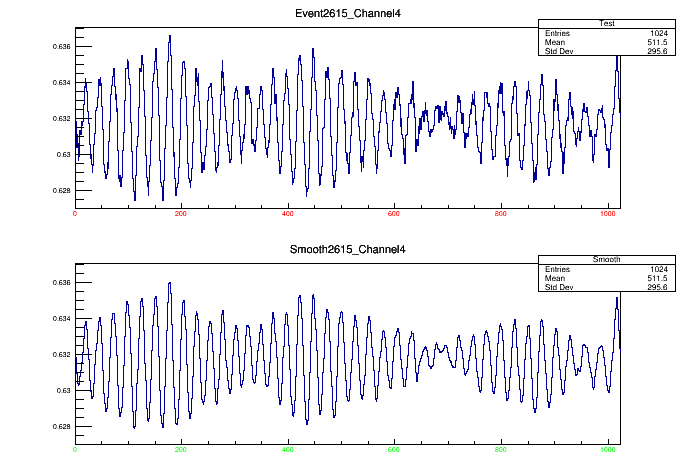 Event2615_Channel4
Test
Entries 1024
Mean 511.5
Std Dev 295.6
0.636
0.634
0.632
0.63
0.628
0 200 400 600 800 1000
Smooth2615_Channel4
Smooth
Entries 1024
Mean 511.5
Std Dev 295.6
0.636
0.634
0.632
0.63
0.628
0 200 400 600 800 1000